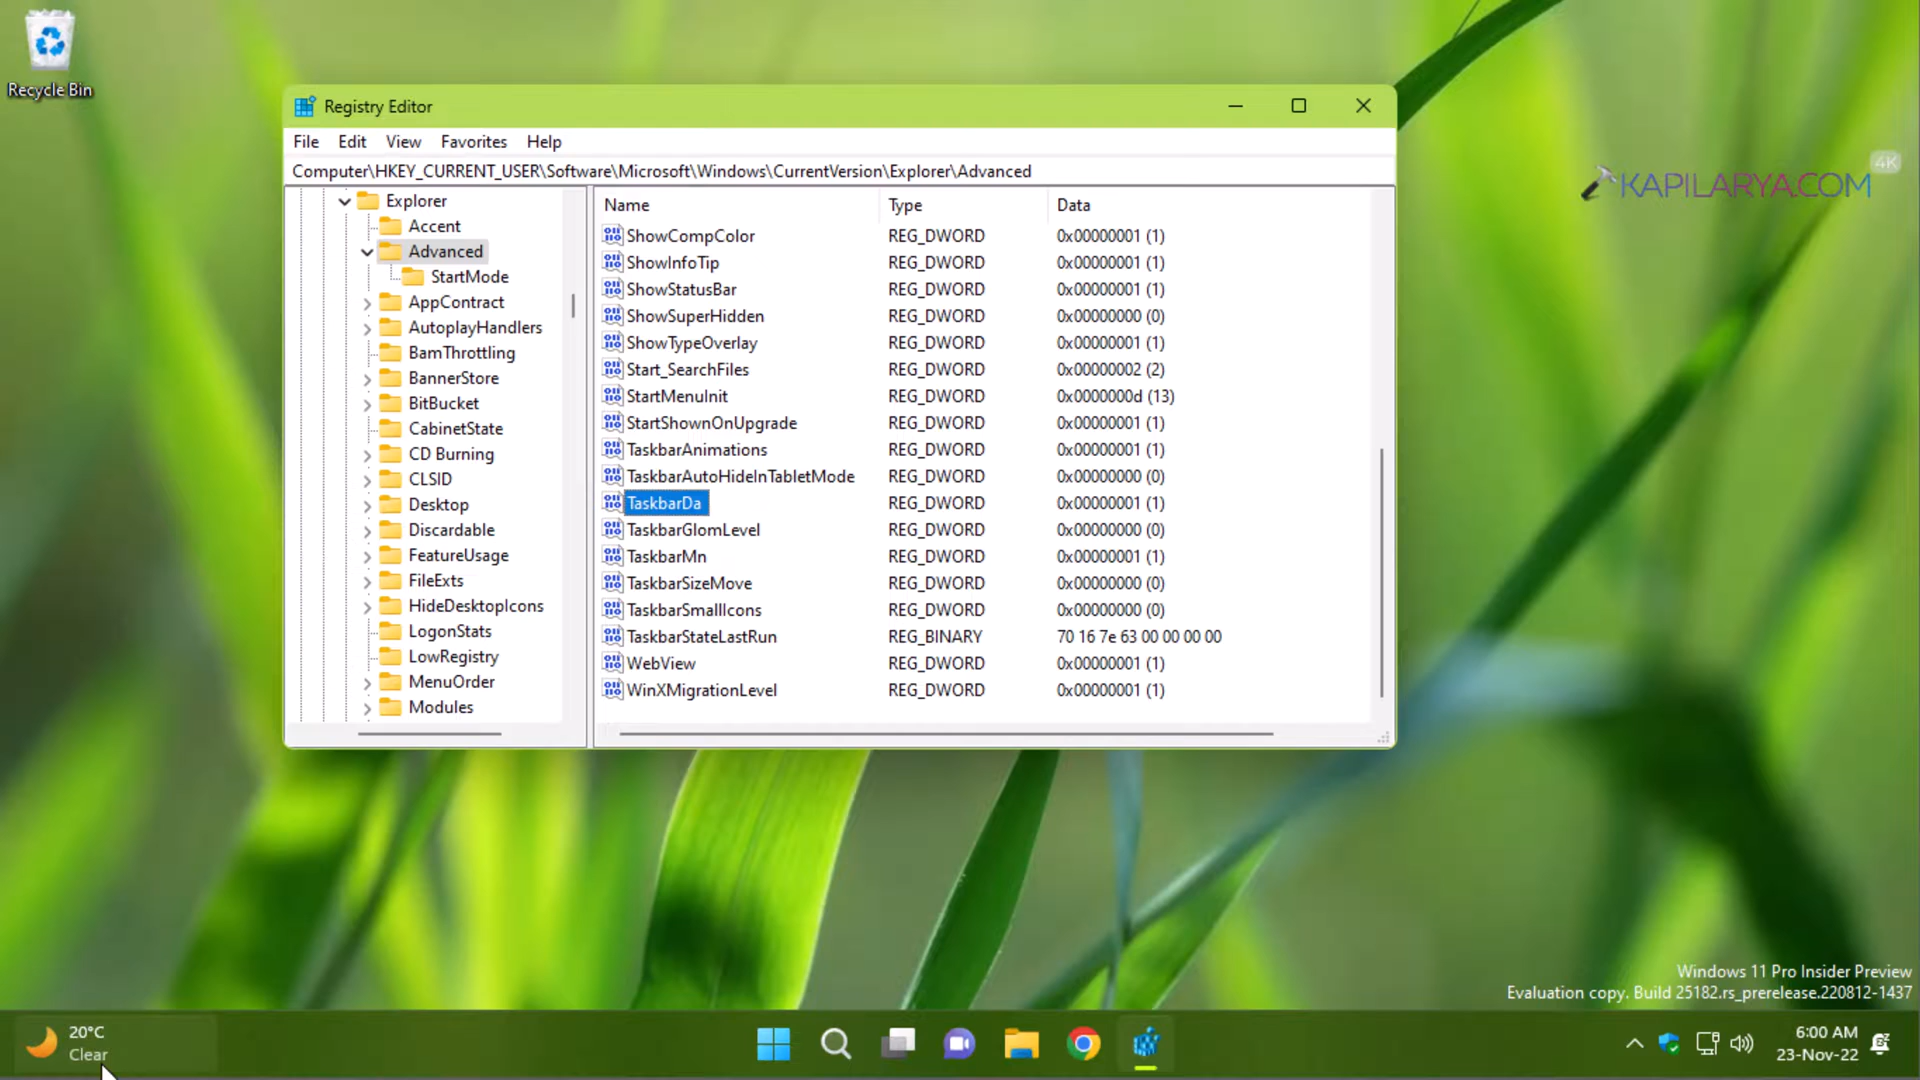 Recycle Bin
Registry Editor
File Edit View Favorites Help
Computer\HKEY_CURRENT_USER\Software\Microsoft\Windows\CurrentVersion\Explorer\Advanced
Explorer
Accent
Advanced
StartMode
AppContract
AutoplayHandlers
BamThrottling
BannerStore
BitBucket
CabinetState
CD Burning
CLSID
Desktop
Discardable
FeatureUsage
FileExts
HideDesktopIcons
LogonStats
LowRegistry
MenuOrder
Modules
Name Type Data
ShowCompColor REG_DWORD 0x00000001 (1)
ShowInfoTip REG_DWORD 0x00000001 (1)
ShowStatusBar REG_DWORD 0x00000001 (1)
ShowSuperHidden REG_DWORD 0x00000000 (0)
ShowTypeOverlay REG_DWORD 0x00000001 (1)
Start_SearchFiles REG_DWORD 0x00000002 (2)
StartMenuInit REG_DWORD 0x0000000d (13)
StartShownOnUpgrade REG_DWORD 0x00000001 (1)
TaskbarAnimations REG_DWORD 0x00000001 (1)
TaskbarAutoHideInTabletMode REG_DWORD 0x00000000 (0)
TaskbarDa REG_DWORD 0x00000001 (1)
TaskbarGlomLevel REG_DWORD 0x00000000 (0)
TaskbarMn REG_DWORD 0x00000001 (1)
TaskbarSizeMove REG_DWORD 0x00000000 (0)
TaskbarSmallIcons REG_DWORD 0x00000000 (0)
TaskbarStateLastRun REG_BINARY 70 16 7e 63 00 00 00 00
WebView REG_DWORD 0x00000001 (1)
WinXMigrationLevel REG_DWORD 0x00000001 (1)
4K
KAPILARYA.COM
Windows 11 Pro Insider Preview
Evaluation copy. Build 25182.rs_prerelease.220812-1437
20°C
Clear
6:00 AM
23-Nov-22